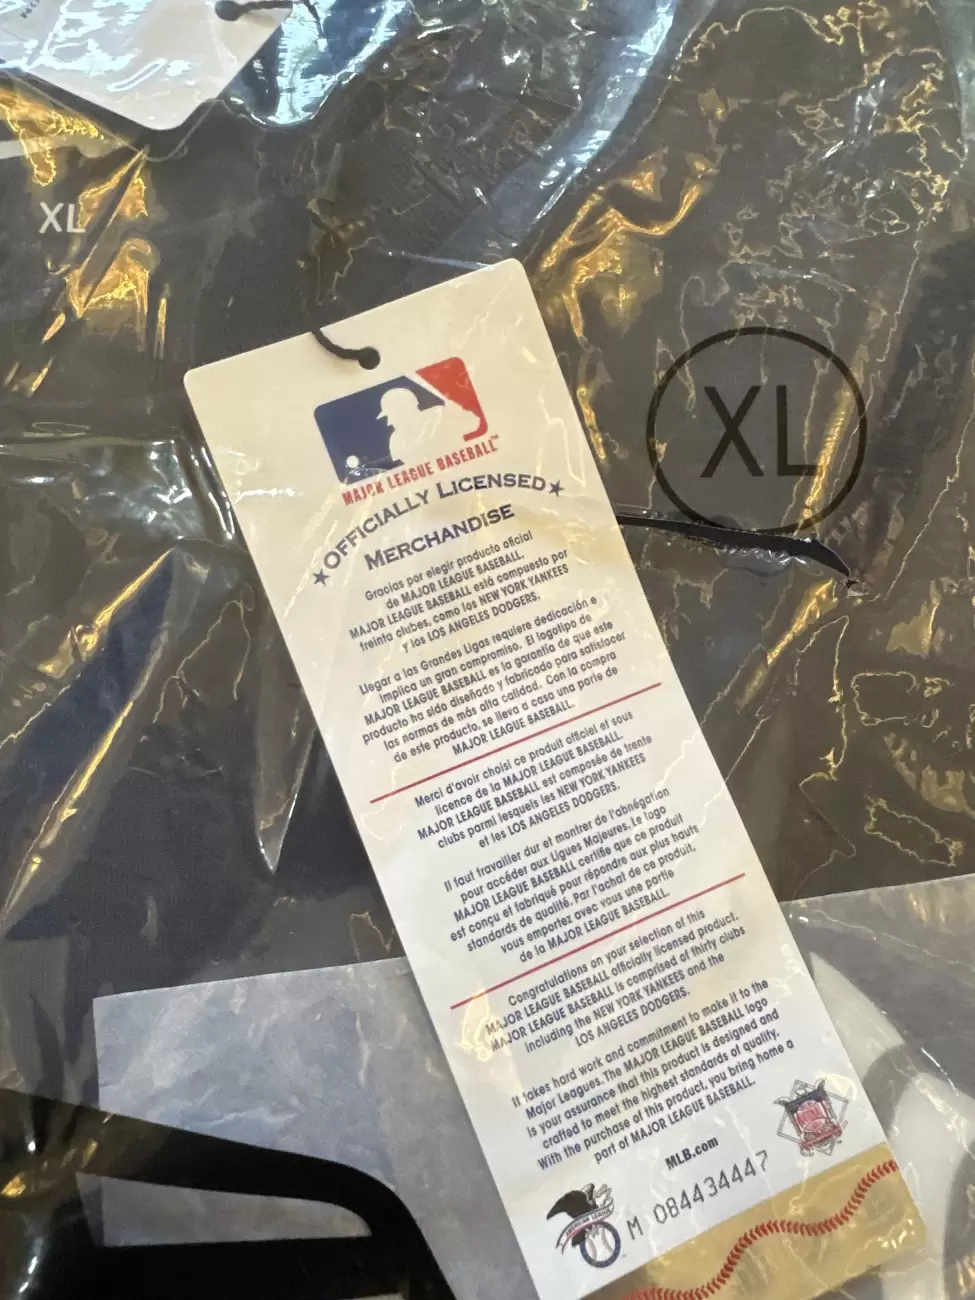 XL
XL
MAJOR LEAGUE BASEBALL™
★OFFICIALLY LICENSED★
MERCHANDISE
Gracias por elegir producto oficial
de MAJOR LEAGUE BASEBALL.
MAJOR LEAGUE BASEBALL está compuesto por
treinta clubes, como los NEW YORK YANKEES
y los LOS ANGELES DODGERS.
Llegar a las Grandes Ligas requiere dedicación e
implica un gran compromiso. El logotipo de
MAJOR LEAGUE BASEBALL es la garantía de que este
producto ha sido diseñado y fabricado para satisfacer
las normas de más alta calidad. Con la compra
de este producto, se lleva a casa una parte de
MAJOR LEAGUE BASEBALL.
Merci d'avoir choisi ce produit officiel et sous
licence de la MAJOR LEAGUE BASEBALL.
MAJOR LEAGUE BASEBALL est composée de trente
clubs parmi lesquels les NEW YORK YANKEES
et les LOS ANGELES DODGERS.
Il faut travailler dur et montrer de l'abnégation
pour accéder aux Ligues Majeures. Le logo
MAJOR LEAGUE BASEBALL certifie que ce produit
est conçu et fabriqué pour répondre aux plus hauts
standards de qualité. Par l'achat de ce produit,
vous emportez avec vous une partie
de la MAJOR LEAGUE BASEBALL.
Congratulations on your selection of this
MAJOR LEAGUE BASEBALL officially licensed product.
MAJOR LEAGUE BASEBALL is comprised of thirty clubs
including the NEW YORK YANKEES and the
LOS ANGELES DODGERS.
It takes hard work and commitment to make it to the
Major Leagues. The MAJOR LEAGUE BASEBALL logo
is your assurance that this product is designed and
crafted to meet the highest standards of quality.
With the purchase of this product, you bring home a
part of MAJOR LEAGUE BASEBALL.
MLB.com
AMERICAN LEAGUE
M 084434447